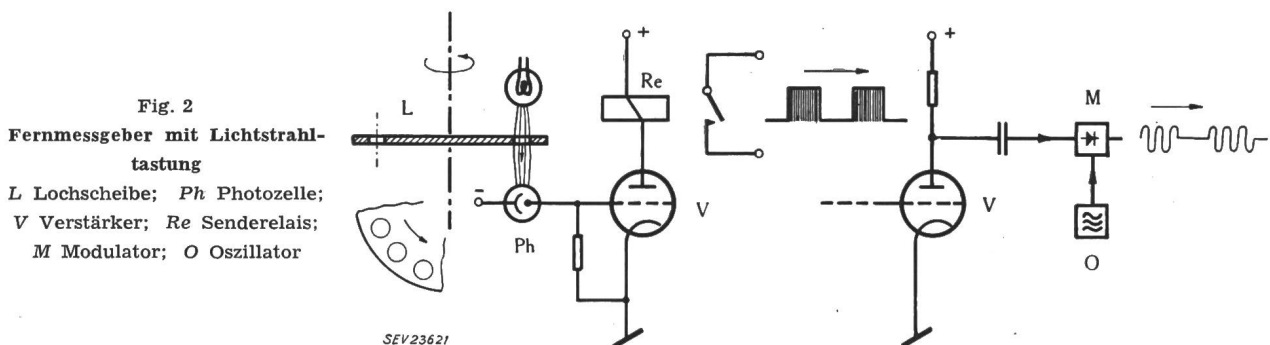 Fig. 2
Fernmessgeber mit Lichtstrahl-
tastung
L Lochscheibe; Ph Photozelle;
V Verstärker; Re Senderelais;
M Modulator; O Oszillator
L
−
Ph
+
Re
V
SEV23621
+
V
M
O